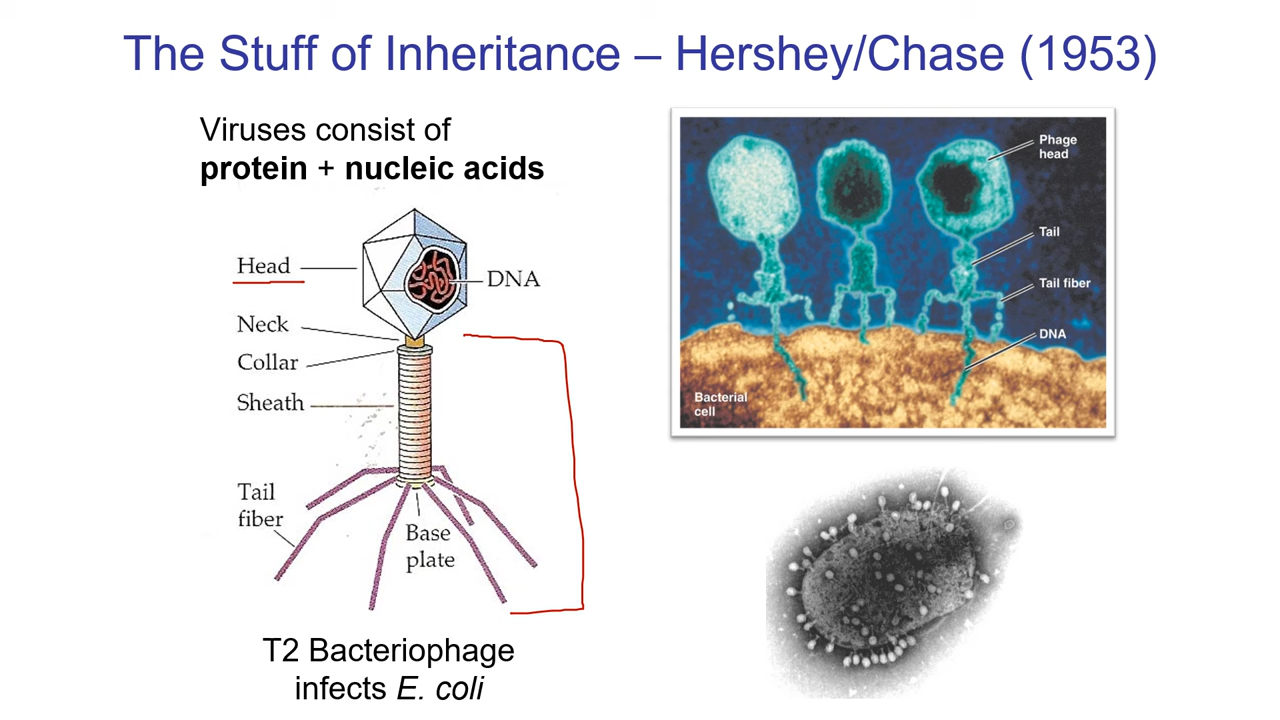 The Stuff of Inheritance – Hershey/Chase (1953)
Viruses consist of
protein + nucleic acids
Head
DNA
Neck
Collar
Sheath
Tail
fiber
Base
plate
T2 Bacteriophage
infects E. coli
Phage
head
Tail
Tail fiber
DNA
Bacterial
cell